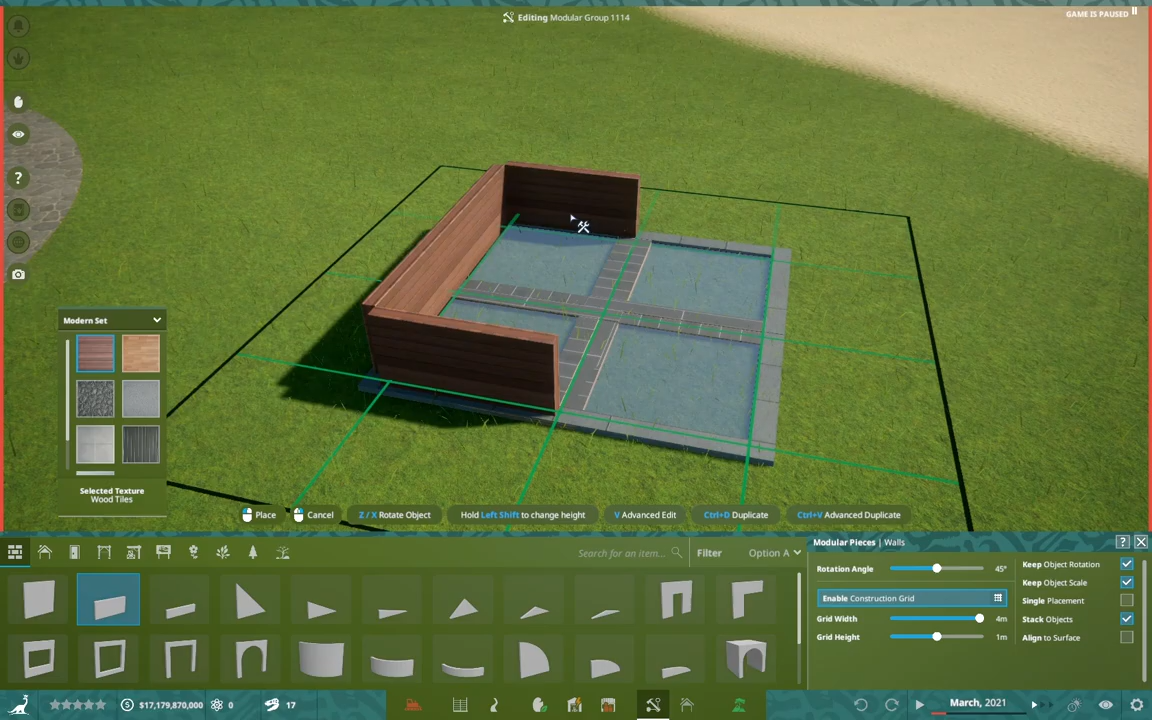 Editing Modular Group 1114
GAME IS PAUSED
?
Modern Set
Selected Texture
Wood Tiles
Place
Cancel
Z / X Rotate Object
Hold Left Shift to change height
V Advanced Edit
Ctrl+D Duplicate
Ctrl+V Advanced Duplicate
Search for an item...
Filter
Option A
Modular Pieces | Walls
?
Rotation Angle
45°
Enable Construction Grid
Grid Width
4m
Grid Height
1m
Keep Object Rotation
Keep Object Scale
Single Placement
Stack Objects
Align to Surface
$17,179,870,000
0
17
March, 2021